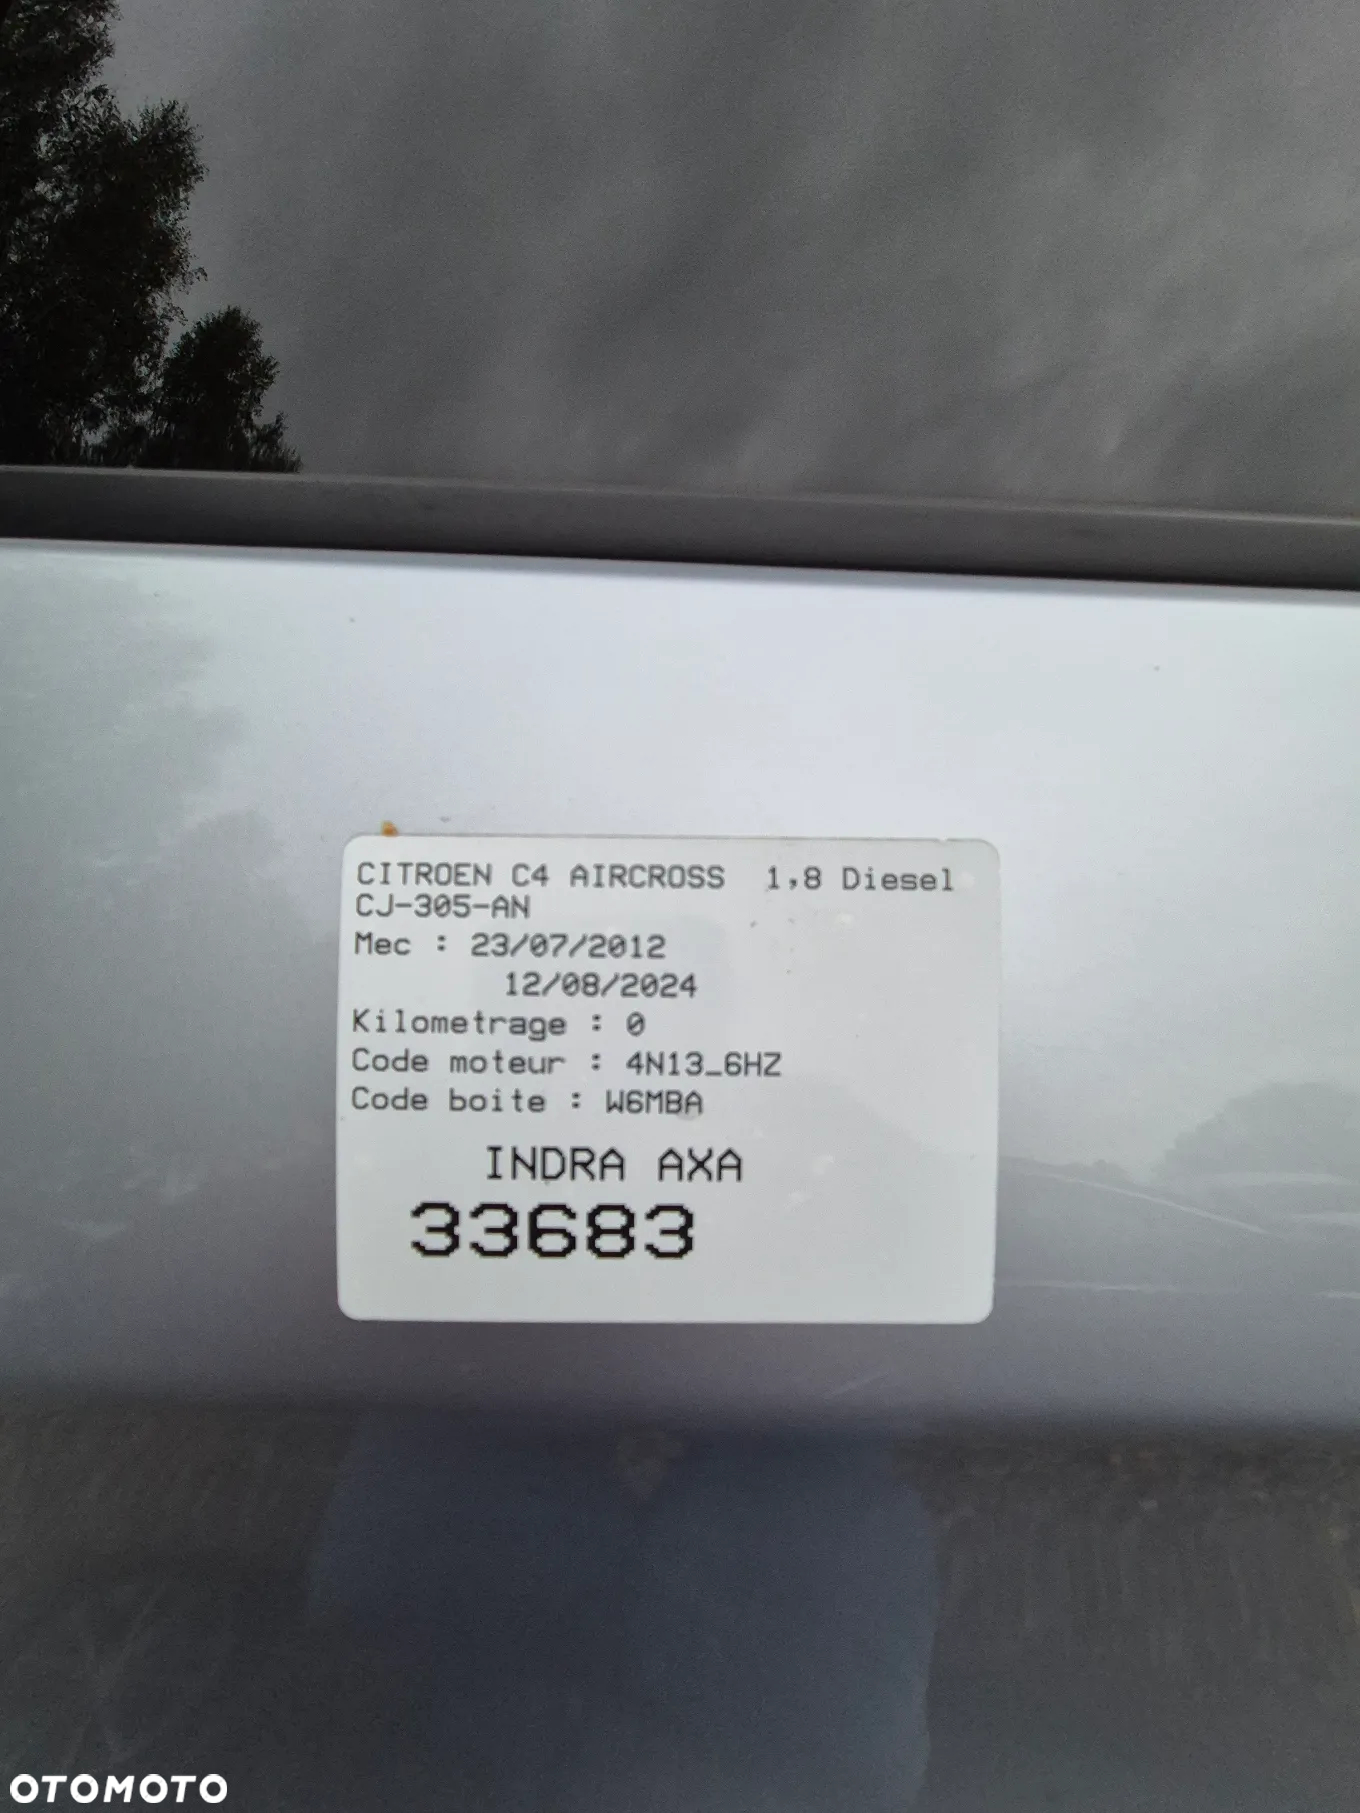 CITROEN C4 AIRCROSS 1,8 Diesel
CJ-305-AN
Mec : 23/07/2012
12/08/2024
Kilometrage : 0
Code moteur : 4N13_6HZ
Code boite : W6MBA
INDRA AXA
33683
OTOMOTO